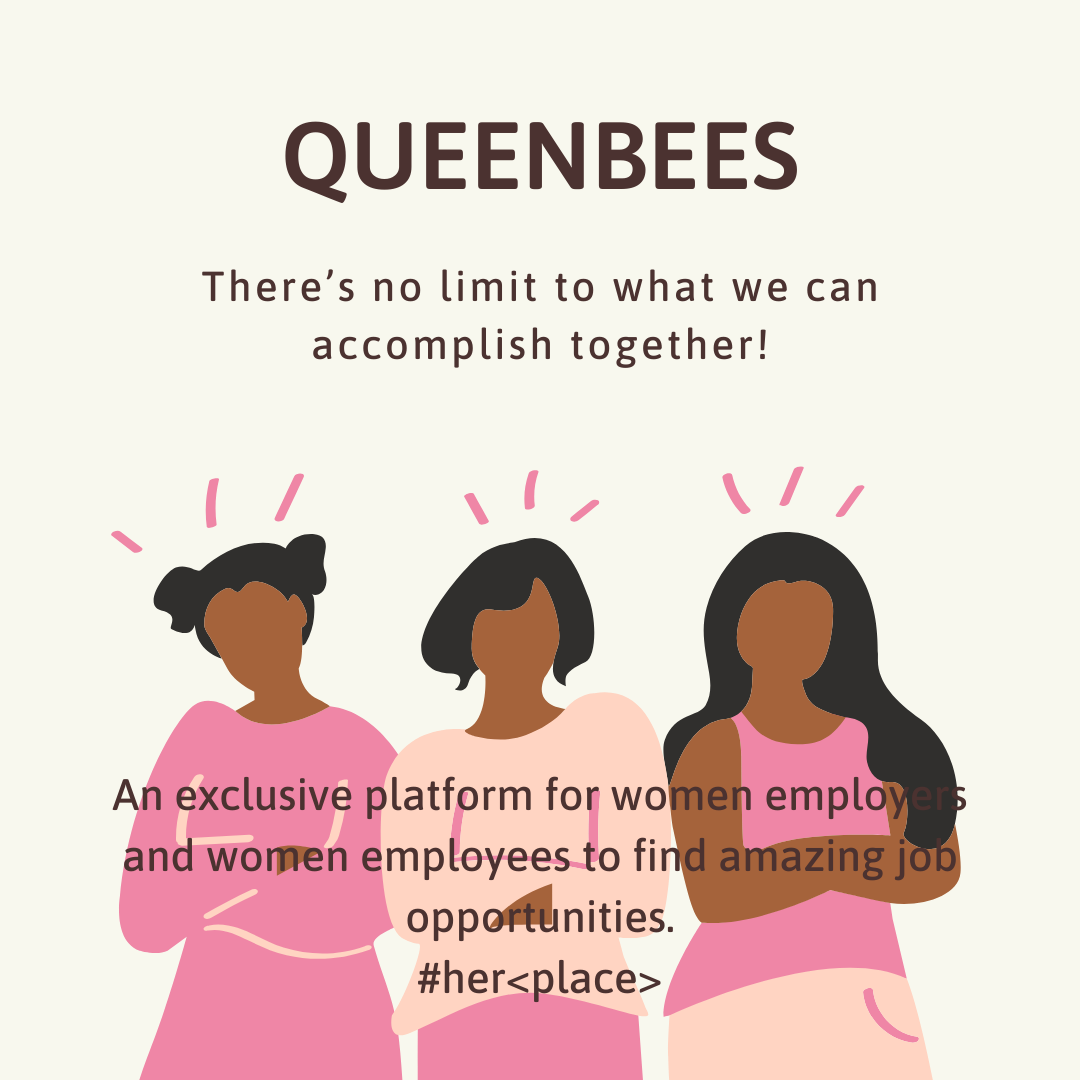 QUEENBEES
There’s no limit to what we can
accomplish together!
An exclusive platform for women employers
and women employees to find amazing job
opportunities.
#her<place>